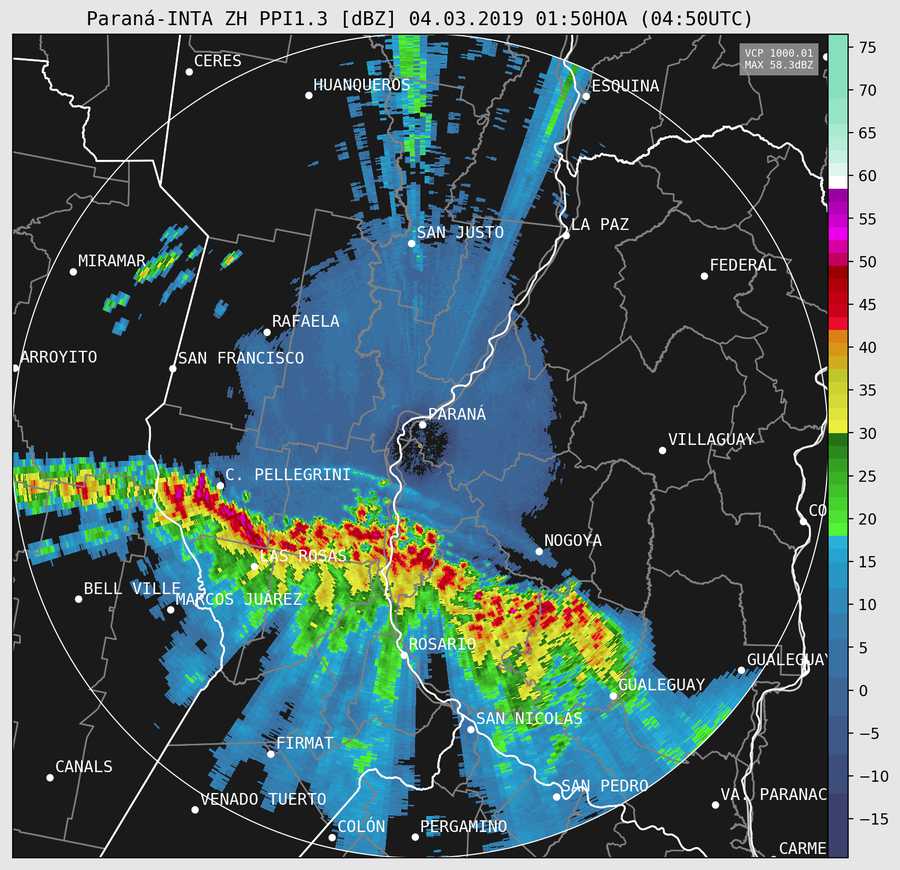 Paraná-INTA ZH PPI1.3 [dBZ] 04.03.2019 01:50HOA (04:50UTC)
VCP 1000.01
MAX 58.3dBZ
CERES
HUANQUEROS
ESQUINA
SAN JUSTO
LA PAZ
MIRAMAR
FEDERAL
RAFAELA
ARROYITO
SAN FRANCISCO
PARANÁ
VILLAGUAY
C. PELLEGRINI
CO
NOGOYA
LAS ROSAS
BELL VILLE
MARCOS JUAREZ
ROSARIO
GUALEGUAY
GUALEGUAY
SAN NICOLAS
FIRMAT
CANALS
SAN PEDRO
VENADO TUERTO
VA. PARANAC
COLÓN
PERGAMINO
CARME
75
70
65
60
55
50
45
40
35
30
25
20
15
10
5
0
−5
−10
−15